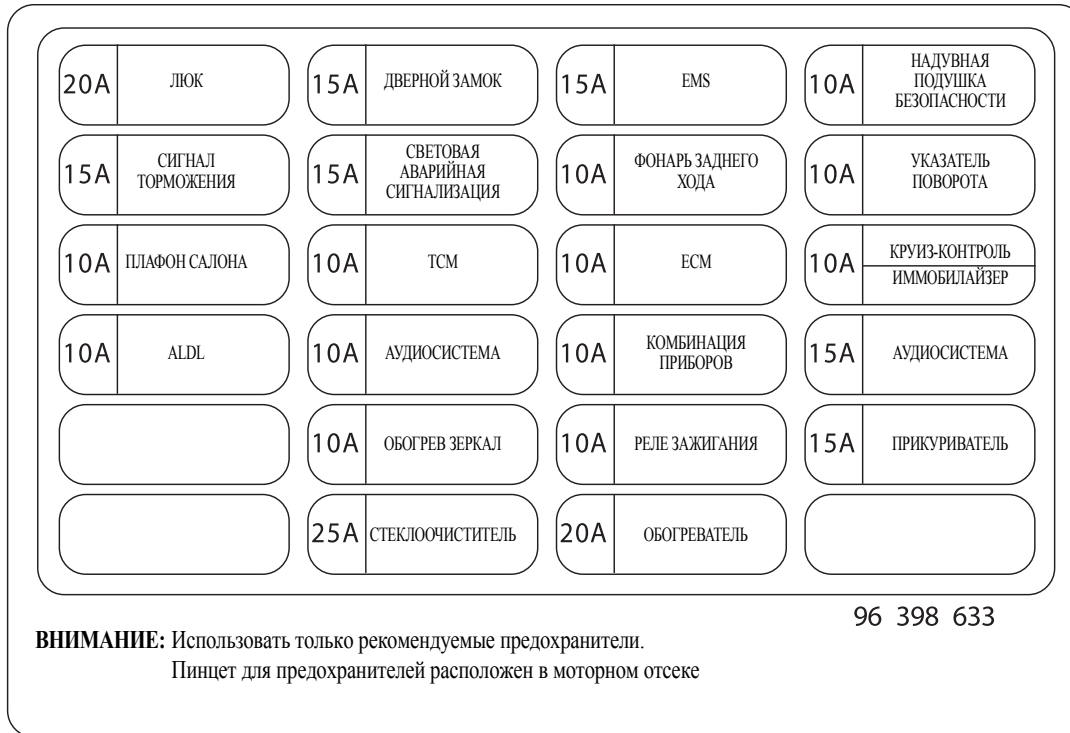 20A ЛЮК
15A ДВЕРНОЙ ЗАМОК
15A EMS
10A НАДУВНАЯ
ПОДУШКА
БЕЗОПАСНОСТИ
15A СИГНАЛ
ТОРМОЖЕНИЯ
15A СВЕТОВАЯ
АВАРИЙНАЯ
СИГНАЛИЗАЦИЯ
10A ФОНАРЬ ЗАДНЕГО
ХОДА
10A УКАЗАТЕЛЬ
ПОВОРОТА
10A ПЛАФОН САЛОНА
10A TCM
10A ECM
10A КРУИЗ-КОНТРОЛЬ
ИММОБИЛАЙЗЕР
10A ALDL
10A АУДИОСИСТЕМА
10A КОМБИНАЦИЯ
ПРИБОРОВ
15A АУДИОСИСТЕМА
10A ОБОГРЕВ ЗЕРКАЛ
10A РЕЛЕ ЗАЖИГАНИЯ
15A ПРИКУРИВАТЕЛЬ
25A СТЕКЛООЧИСТИТЕЛЬ
20A ОБОГРЕВАТЕЛЬ
96 398 633
ВНИМАНИЕ: Использовать только рекомендуемые предохранители.
Пинцет для предохранителей расположен в моторном отсеке